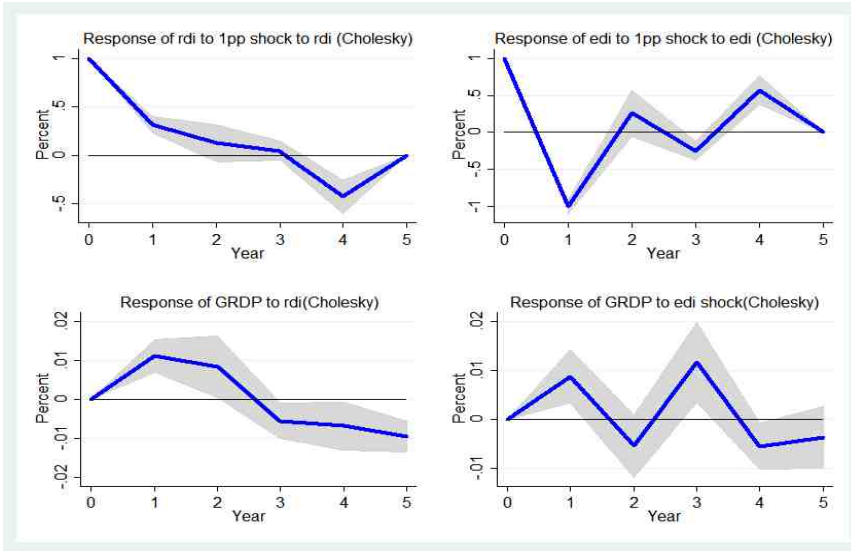 Response of rdi to 1pp shock to rdi (Cholesky)
Percent
1
.5
0
-.5
0 1 2 3 4 5
Year
Response of edi to 1pp shock to edi (Cholesky)
Percent
1
.5
0
-.5
-1
0 1 2 3 4 5
Year
Response of GRDP to rdi(Cholesky)
Percent
.02
.01
0
-.01
-.02
0 1 2 3 4 5
Year
Response of GRDP to edi shock(Cholesky)
Percent
.02
.01
0
-.01
0 1 2 3 4 5
Year